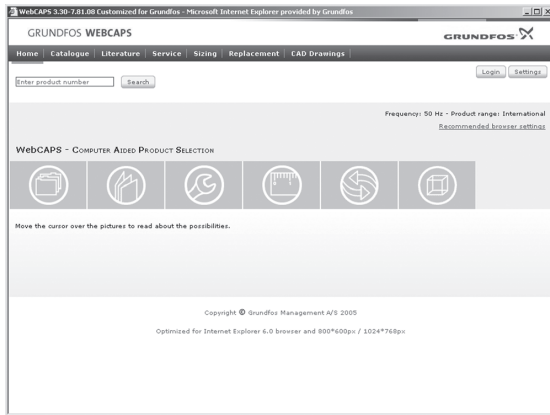 WebCAPS 3.30-7.81.08 Customized for Grundfos - Microsoft Internet Explorer provided by Grundfos
GRUNDFOS WEBCAPS
GRUNDFOS
Home Catalogue Literature Service Sizing Replacement CAD Drawings
Login Settings
Enter product number Search
Frequency: 50 Hz - Product range: International
Recommended browser settings
WebCAPS - Computer Aided Product Selection
Move the cursor over the pictures to read about the possibilities.
Copyright © Grundfos Management A/S 2005
Optimized for Internet Explorer 6.0 browser and 800*600px / 1024*768px